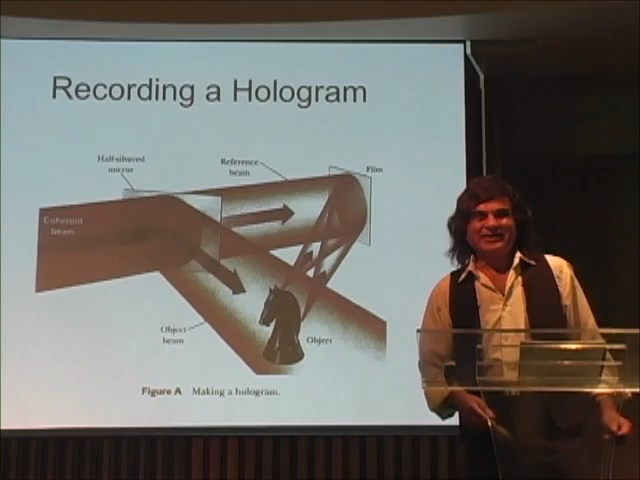 Recording a Hologram
Half-silvered
mirror
Reference
beam
Film
Coherent
beam
Object
beam
Object
Figure A Making a hologram.